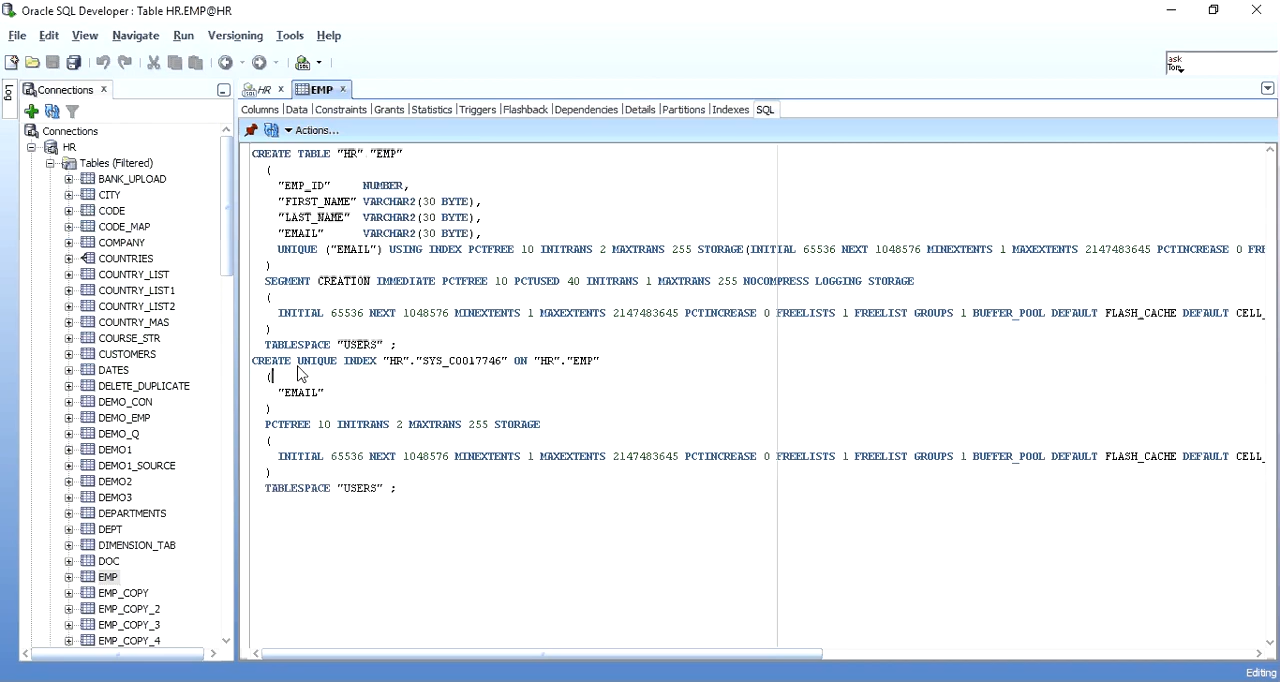 Oracle SQL Developer : Table HR.EMP@HR
File Edit View Navigate Run Versioning Tools Help
ask
Tom
Log
Connections
HR
EMP
Columns Data Constraints Grants Statistics Triggers Flashback Dependencies Details Partitions Indexes SQL
Actions...
Connections
HR
Tables (Filtered)
BANK_UPLOAD
CITY
CODE
CODE_MAP
COMPANY
COUNTRIES
COUNTRY_LIST
COUNTRY_LIST1
COUNTRY_LIST2
COUNTRY_MAS
COURSE_STR
CUSTOMERS
DATES
DELETE_DUPLICATE
DEMO_CON
DEMO_EMP
DEMO_Q
DEMO1
DEMO1_SOURCE
DEMO2
DEMO3
DEPARTMENTS
DEPT
DIMENSION_TAB
DOC
EMP
EMP_COPY
EMP_COPY_2
EMP_COPY_3
EMP_COPY_4
CREATE TABLE "HR"."EMP"
(
"EMP_ID" NUMBER,
"FIRST_NAME" VARCHAR2(30 BYTE),
"LAST_NAME" VARCHAR2(30 BYTE),
"EMAIL" VARCHAR2(30 BYTE),
UNIQUE ("EMAIL") USING INDEX PCTFREE 10 INITRANS 2 MAXTRANS 255 STORAGE(INITIAL 65536 NEXT 1048576 MINEXTENTS 1 MAXEXTENTS 2147483645 PCTINCREASE 0 FRE
)
SEGMENT CREATION IMMEDIATE PCTFREE 10 PCTUSED 40 INITRANS 1 MAXTRANS 255 NOCOMPRESS LOGGING STORAGE
(
INITIAL 65536 NEXT 1048576 MINEXTENTS 1 MAXEXTENTS 2147483645 PCTINCREASE 0 FREELISTS 1 FREELIST GROUPS 1 BUFFER_POOL DEFAULT FLASH_CACHE DEFAULT CELL_
)
TABLESPACE "USERS" ;
CREATE UNIQUE INDEX "HR"."SYS_C0017746" ON "HR"."EMP"
(
"EMAIL"
)
PCTFREE 10 INITRANS 2 MAXTRANS 255 STORAGE
(
INITIAL 65536 NEXT 1048576 MINEXTENTS 1 MAXEXTENTS 2147483645 PCTINCREASE 0 FREELISTS 1 FREELIST GROUPS 1 BUFFER_POOL DEFAULT FLASH_CACHE DEFAULT CELL_
)
TABLESPACE "USERS" ;
Editing